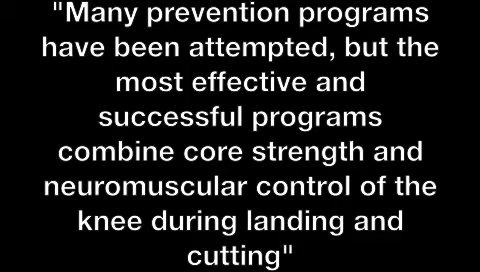 "Many prevention programs
have been attempted, but the
most effective and
successful programs
combine core strength and
neuromuscular control of the
knee during landing and
cutting"